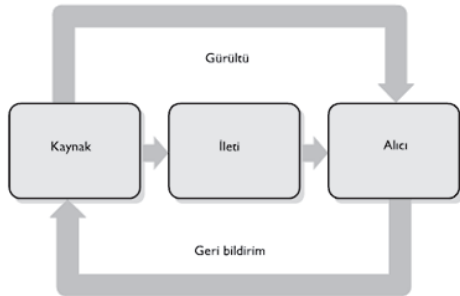 Gürültü
Kaynak
İleti
Alıcı
Geri bildirim